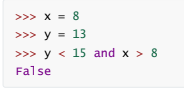 >>> x = 8
>>> y = 13
>>> y < 15 and x > 8
False